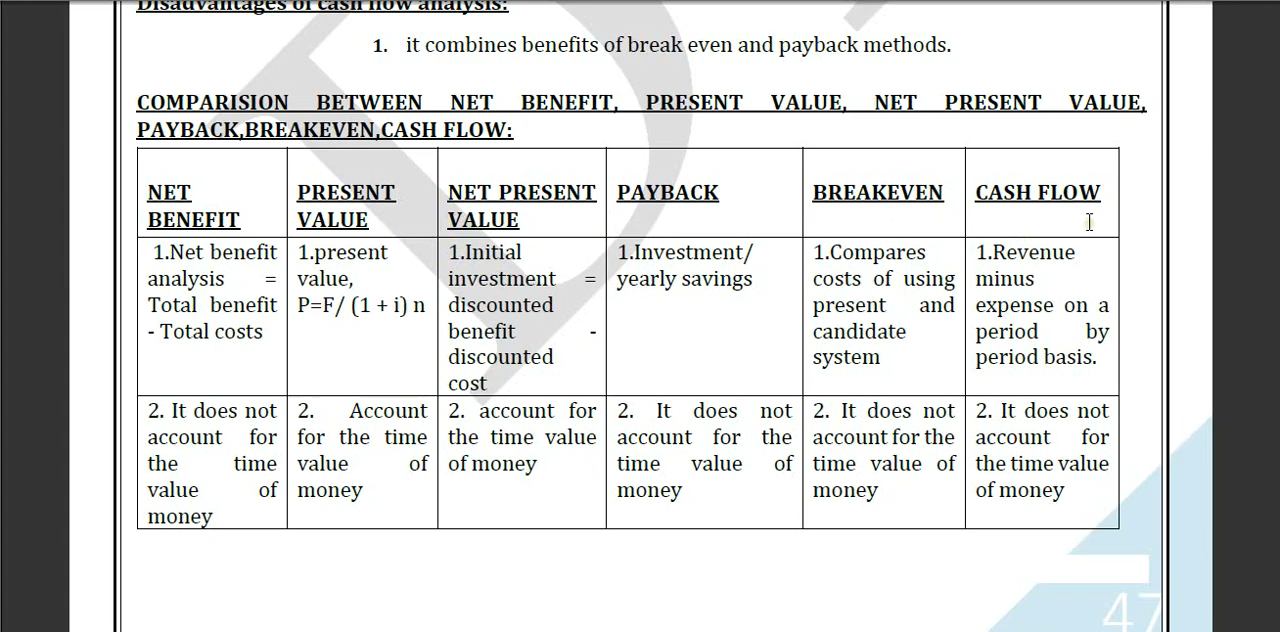 Disadvantages of cash flow analysis:
1. it combines benefits of break even and payback methods.
COMPARISION BETWEEN NET BENEFIT, PRESENT VALUE, NET PRESENT VALUE,
PAYBACK,BREAKEVEN,CASH FLOW:
NET
BENEFIT
PRESENT
VALUE
NET PRESENT
VALUE
PAYBACK
BREAKEVEN
CASH FLOW
1.Net benefit
analysis =
Total benefit
- Total costs
1.present
value,
P=F/ (1 + i) n
1.Initial
investment =
discounted
benefit -
discounted
cost
1.Investment/
yearly savings
1.Compares
costs of using
present and
candidate
system
1.Revenue
minus
expense on a
period by
period basis.
2. It does not
account for
the time
value of
money
2. Account
for the time
value of
money
2. account for
the time value
of money
2. It does not
account for the
time value of
money
2. It does not
account for the
time value of
money
2. It does not
account for
the time value
of money
47